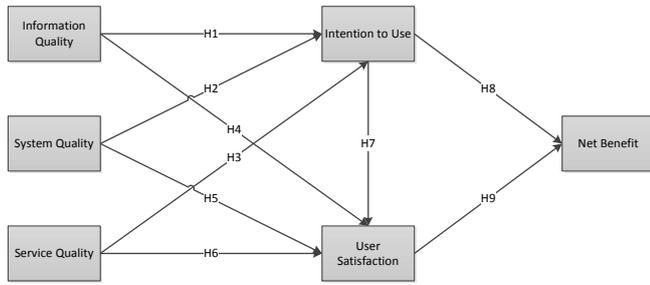 Information
Quality
H1
Intention to Use
H2
H8
System Quality
H4
H3
H7
Net Benefit
H5
H9
Service Quality
H6
User
Satisfaction